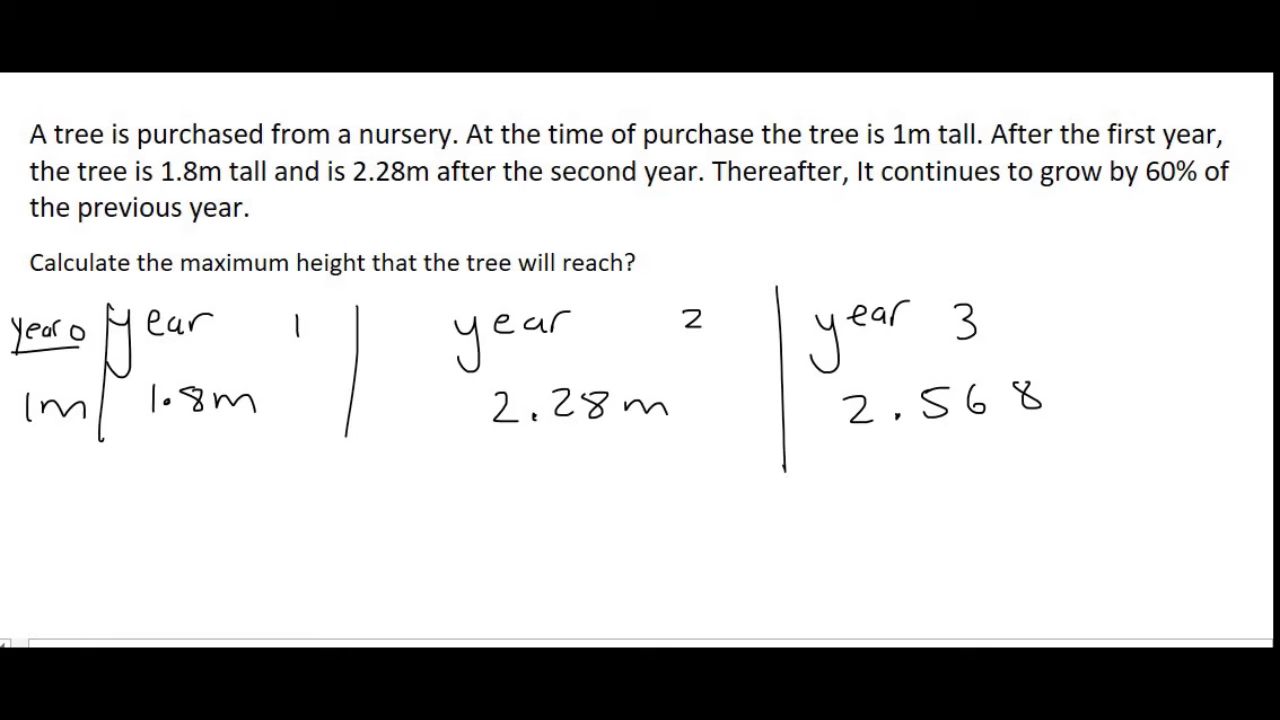 A tree is purchased from a nursery. At the time of purchase the tree is 1m tall. After the first year,
the tree is 1.8m tall and is 2.28m after the second year. Thereafter, It continues to grow by 60% of
the previous year.
Calculate the maximum height that the tree will reach?
year 0 year 1 year 2 year 3
1m 1.8m 2.28m 2.568